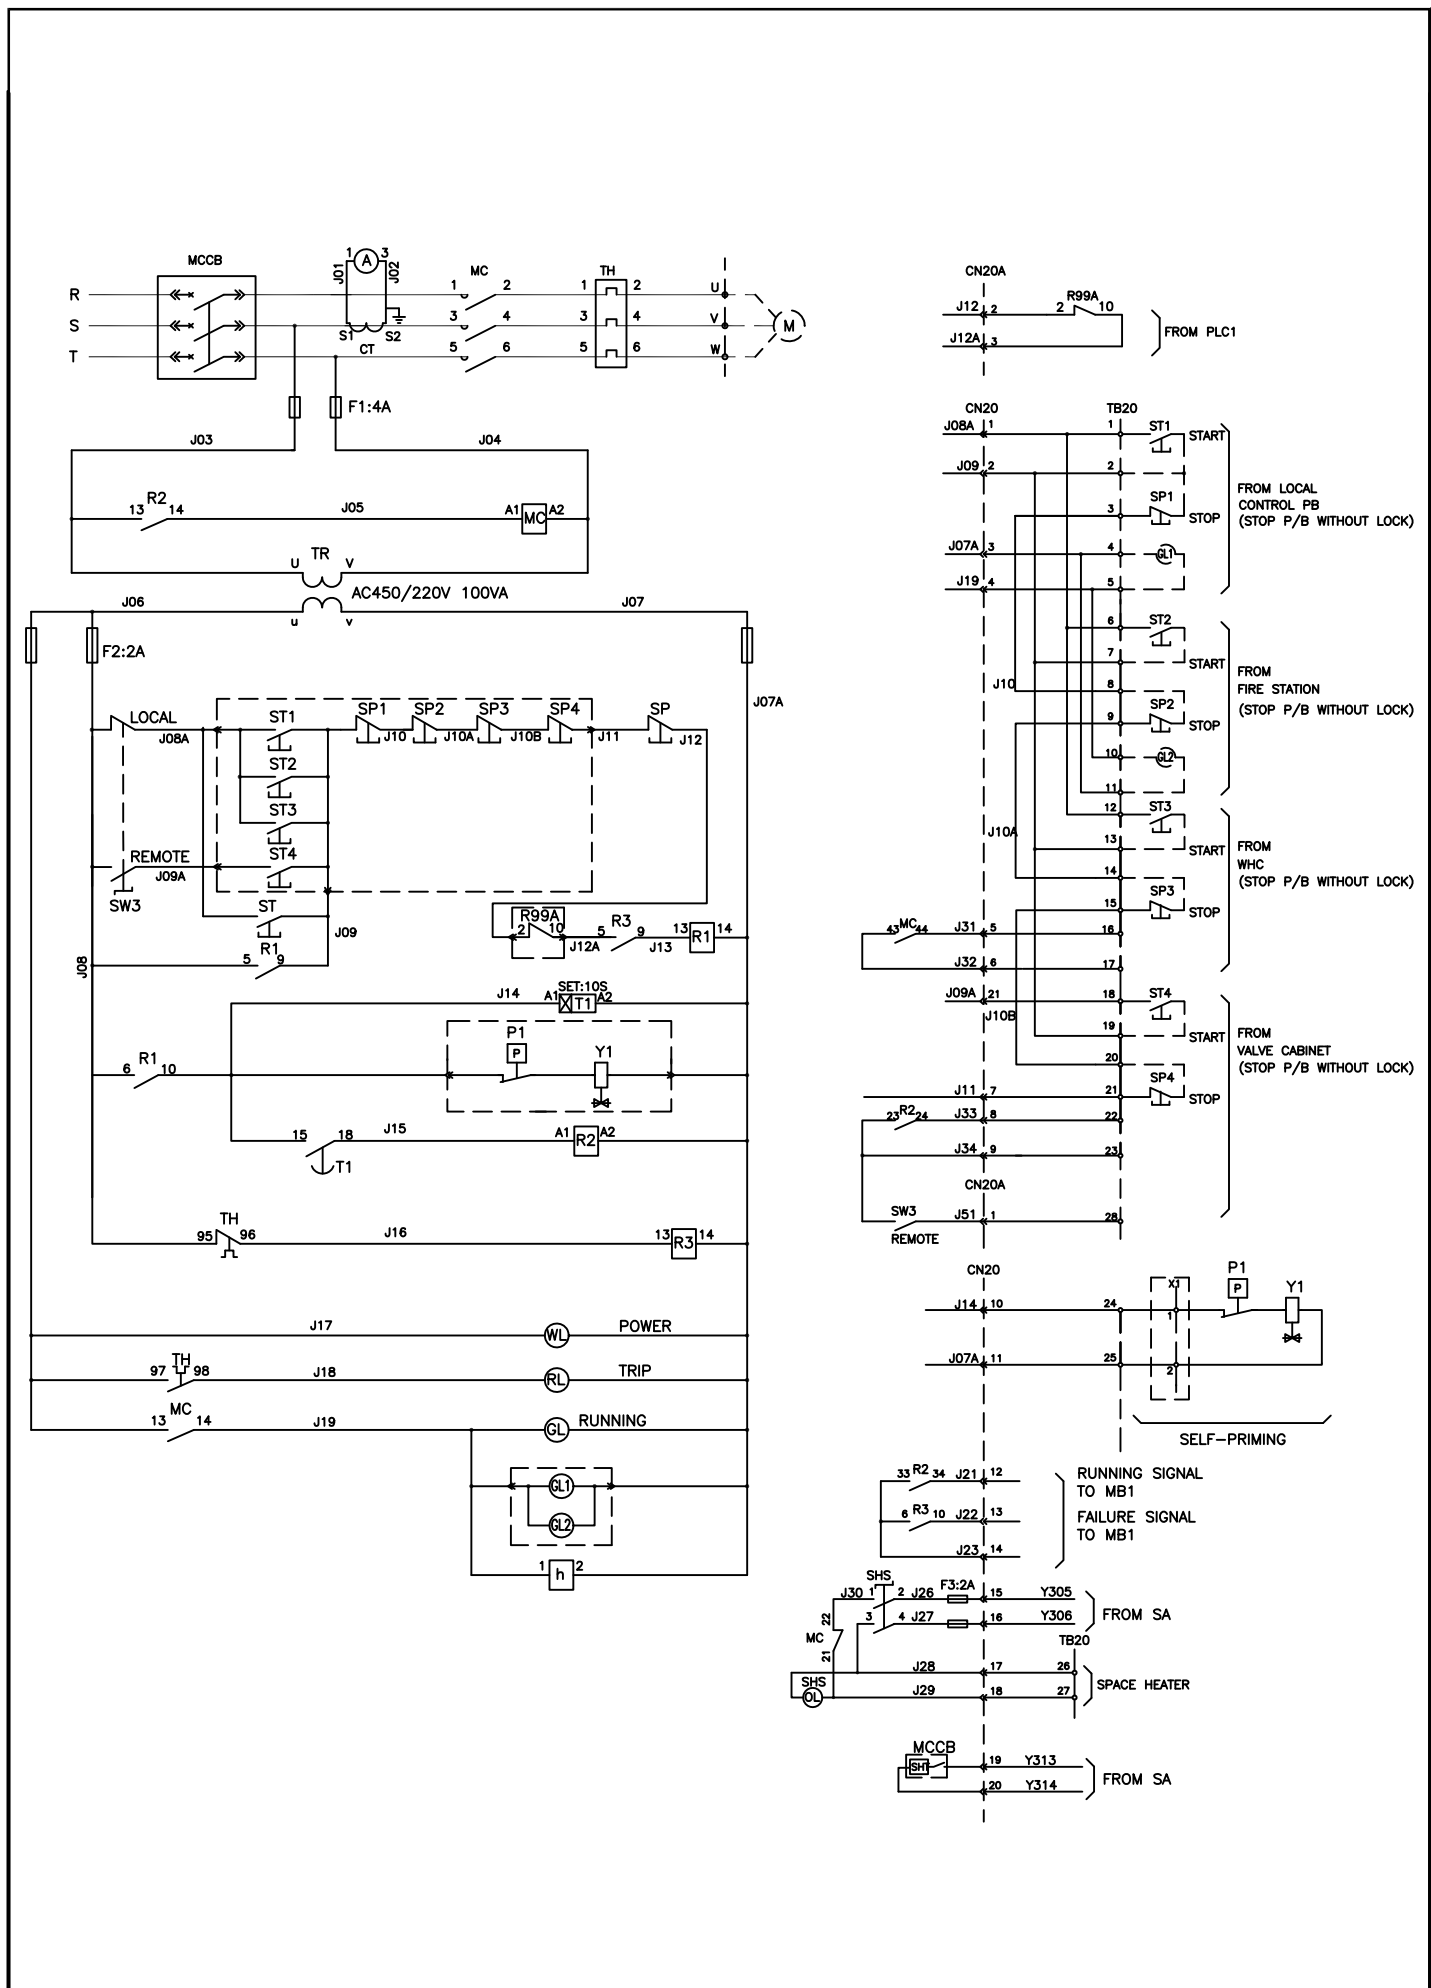 MCCB
R
S
T
1 A 3
J01 J02
S1 S2
CT
MC
1 2
3 4
5 6
TH
1 2
3 4
5 6
U
V
W
M
F1:4A
J03 J04
R2
13 14 J05 A1 MC A2
TR
U V
AC450/220V 100VA
J06 J07
u v
F2:2A
J07A
LOCAL
J08A
ST1 SP1 SP2 SP3 SP4 SP
J10 J10A J10B J11 J12
ST2
ST3
REMOTE ST4
J09A
SW3
ST
J09
R1
5 9
J08
R99A
2 10 J12A
R3
5 9 J13
13 R1 14
SET:10S
J14 A1 T1 A2
P1
P
Y1
R1
6 10
15 18 J15 A1 R2 A2
T1
TH
95 96 J16 13 R3 14
J17 WL POWER
TH
97 98 J18 RL TRIP
MC
13 14 J19 GL RUNNING
GL1
GL2
1 h 2
CN20A
J12 2 2 R99A 10
J12A 3
FROM PLC1
CN20 TB20
J08A 1 1 ST1 START
J09 2 2
SP1
3 STOP
FROM LOCAL
CONTROL PB
(STOP P/B WITHOUT LOCK)
J07A 3 4 GL1
J19 4 5
6 ST2
7 START
J10 8
9 SP2 STOP
FROM
FIRE STATION
(STOP P/B WITHOUT LOCK)
10 GL2
11
12 ST3
J10A 13 START
14
15 SP3 STOP
FROM
WHC
(STOP P/B WITHOUT LOCK)
43 MC 44 J31 5 16
J32 6 17
J09A 21 18 ST4
J10B 19 START
20
J11 7 21 SP4 STOP
FROM
VALVE CABINET
(STOP P/B WITHOUT LOCK)
23 R2 24 J33 8 22
J34 9 23
CN20A
SW3 J51 1 28
REMOTE
CN20
J14 10 24 X1 1 P1 P Y1
J07A 11 25 2
SELF-PRIMING
33 R2 34 J21 12
6 R3 10 J22 13
J23 14
RUNNING SIGNAL
TO MB1
FAILURE SIGNAL
TO MB1
SHS
J30 1 2 J26 F3:2A 15 Y305
3 4 J27 16 Y306
FROM SA
22
MC
21
TB20
J28 17 26
SHS
OL J29 18 27
SPACE HEATER
MCCB
SHT 19 Y313
20 Y314
FROM SA